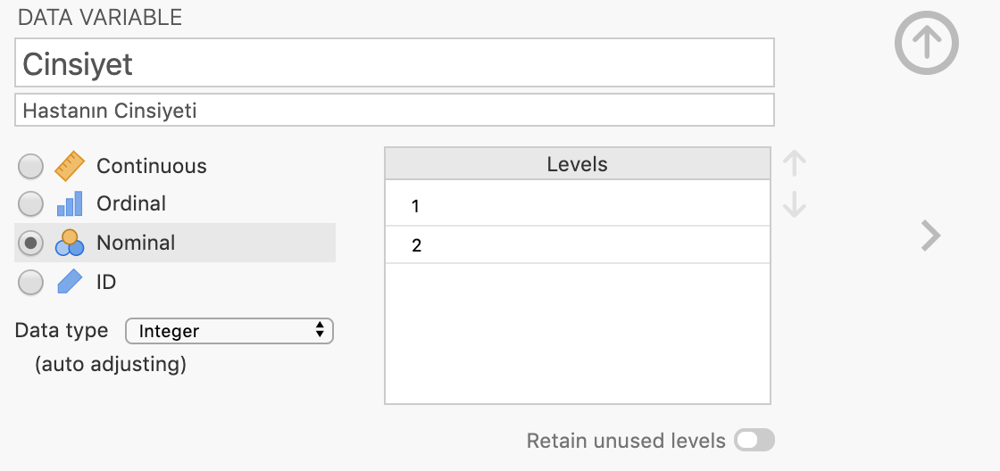 DATA VARIABLE
Cinsiyet
Hastanın Cinsiyeti
Continuous
Ordinal
Nominal
ID
Data type Integer
(auto adjusting)
Levels
1
2
Retain unused levels